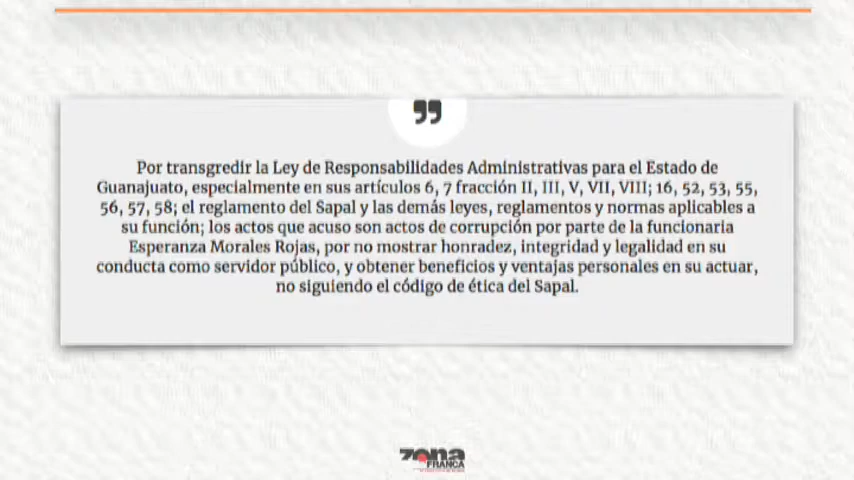 ”
Por transgredir la Ley de Responsabilidades Administrativas para el Estado de
Guanajuato, especialmente en sus artículos 6, 7 fracción II, III, V, VII, VIII; 16, 52, 53, 55,
56, 57, 58; el reglamento del Sapal y las demás leyes, reglamentos y normas aplicables a
su función; los actos que acuso son actos de corrupción por parte de la funcionaria
Esperanza Morales Rojas, por no mostrar honradez, integridad y legalidad en su
conducta como servidor público, y obtener beneficios y ventajas personales en su actuar,
no siguiendo el código de ética del Sapal.
zona
FRANCA